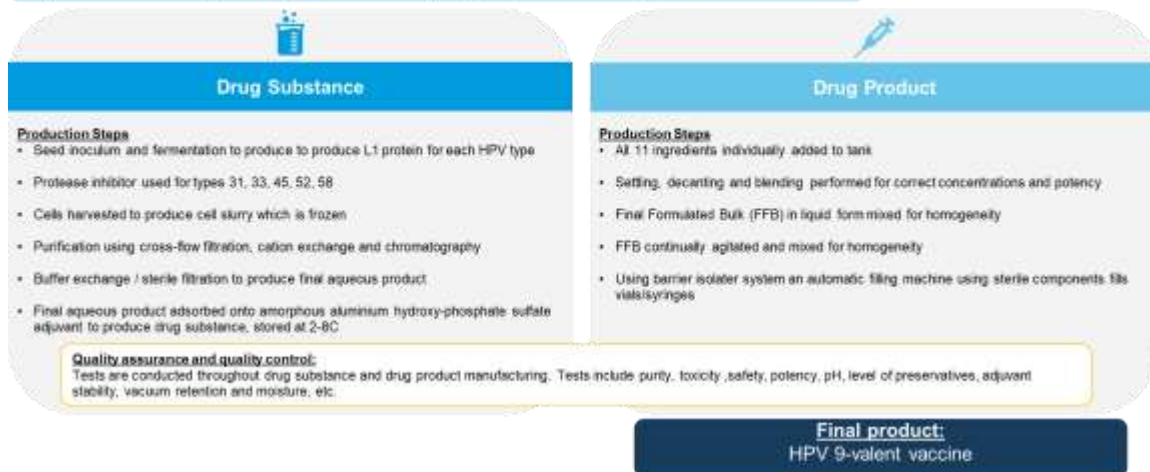 Drug Substance
Production Steps
• Seed inoculum and fermentation to produce to produce L1 protein for each HPV type
• Protease inhibitor used for types 31, 33, 45, 52, 58
• Cells harvested to produce cell slurry which is frozen
• Purification using cross-flow filtration, cation exchange and chromatography
• Buffer exchange / sterile filtration to produce final aqueous product
• Final aqueous product adsorbed onto amorphous aluminium hydroxy-phosphate sulfate
adjuvant to produce drug substance, stored at 2-8C
Drug Product
Production Steps
• All 11 ingredients individually added to tank
• Settling, decanting and blending performed for correct concentrations and potency
• Final Formulated Bulk (FFB) in liquid form mixed for homogeneity
• FFB continually agitated and mixed for homogeneity
• Using barrier isolater system an automatic filling machine using sterile components fills
vials/syringes
Quality assurance and quality control:
Tests are conducted throughout drug substance and drug product manufacturing. Tests include purity, toxicity ,safety, potency, pH, level of preservatives, adjuvant
stability, vacuum retention and moisture, etc.
Final product:
HPV 9-valent vaccine